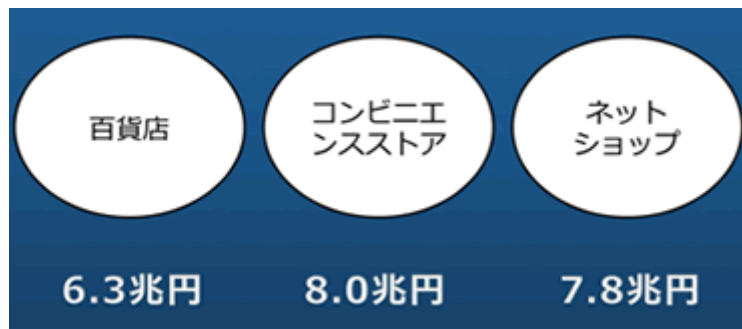 百貨店
コンビニエ
ンスストア
ネット
ショップ
6.3兆円
8.0兆円
7.8兆円